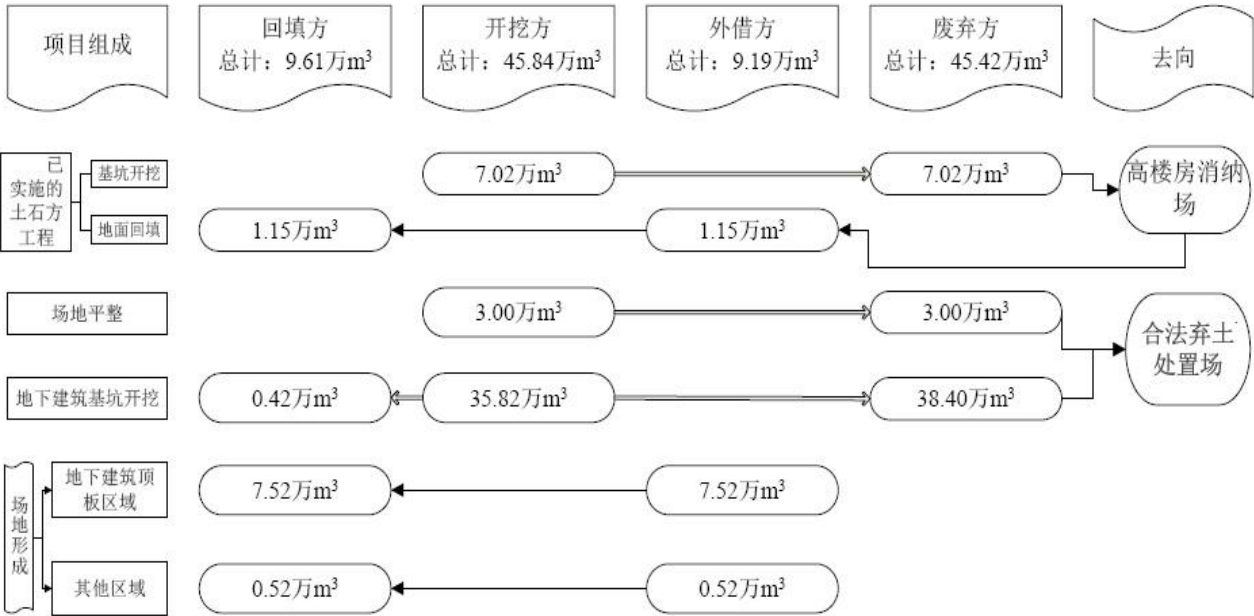 项目组成
回填方
总计：9.61万m³
开挖方
总计：45.84万m³
外借方
总计：9.19万m³
废弃方
总计：45.42万m³
去向
已
实施的
土石方
工程
基坑开挖
7.02万m³
7.02万m³
高楼房消纳
场
地面回填
1.15万m³
1.15万m³
场地平整
3.00万m³
3.00万m³
合法弃土
处置场
地下建筑基坑开挖
0.42万m³
35.82万m³
38.40万m³
场地形成
地下建筑顶
板区域
7.52万m³
7.52万m³
其他区域
0.52万m³
0.52万m³